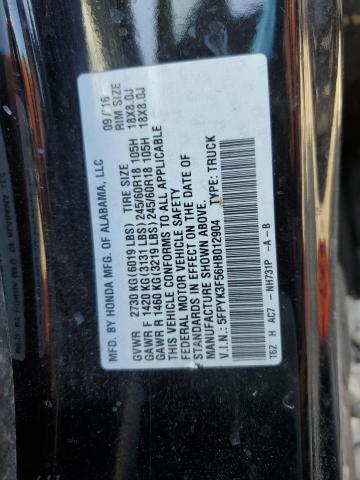 MFD. BY HONDA MFG. OF ALABAMA, LLC 09/'16
GVWR 2730 KG(6019 LBS) TIRE SIZE RIM SIZE
GAWR F 1420 KG(3131 LBS)245/60R18 105H 18X8.0J
GAWR R 1460 KG(3219 LBS)245/60R18 105H 18X8.0J
THIS VEHICLE CONFORMS TO ALL APPLICABLE
FEDERAL MOTOR VEHICLE SAFETY
STANDARDS IN EFFECT ON THE DATE OF
MANUFACTURE SHOWN ABOVE.
V.I.N.: 5FPYK3F56HB012904 TYPE: TRUCK
T6Z H AC7 - NH731P -A-B